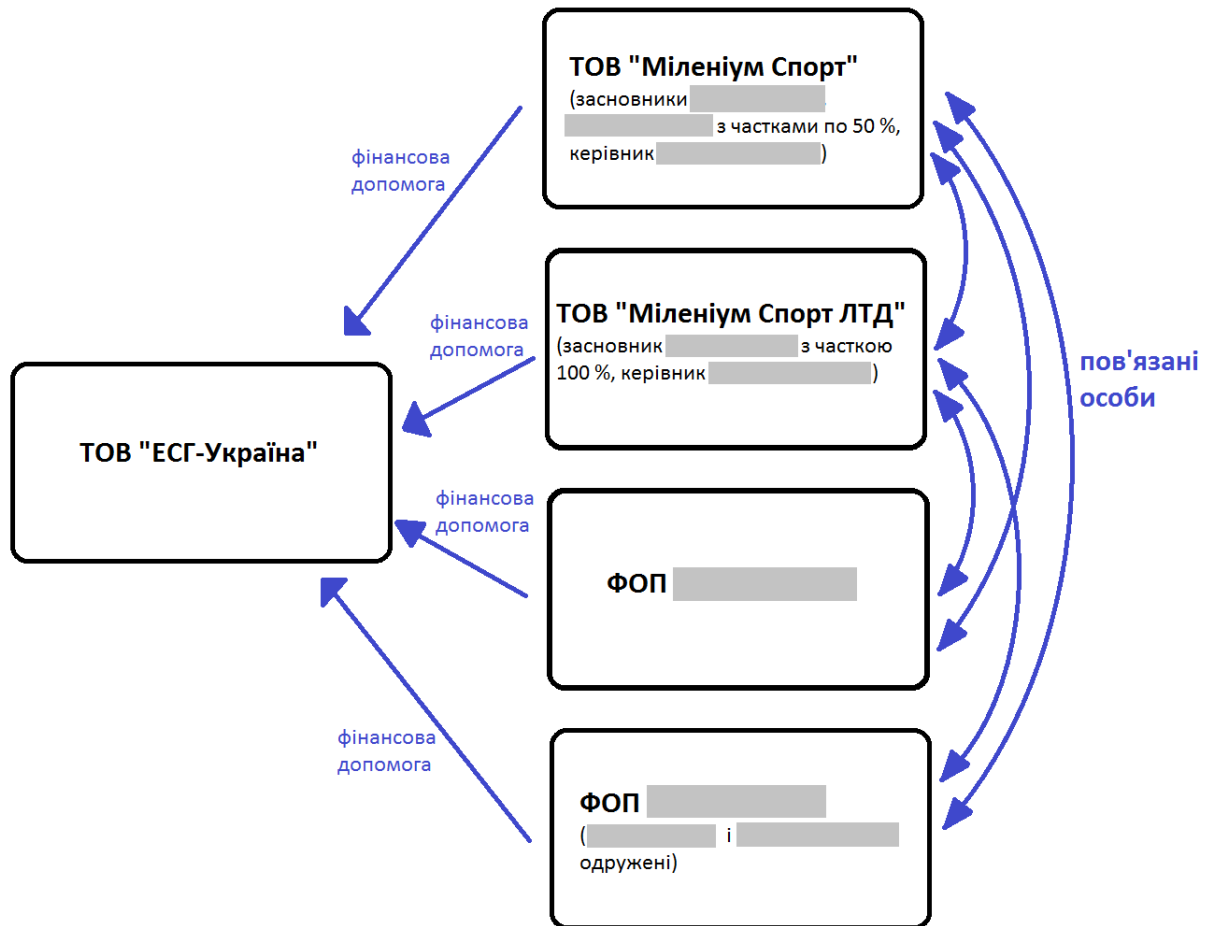 ТОВ "Міленіум Спорт"
(засновники
з частками по 50 %,
керівник )
фінансова
допомога
ТОВ "Міленіум Спорт ЛТД"
(засновник з часткою
100 %, керівник )
фінансова
допомога
пов'язані
особи
ТОВ "ЕСГ-Україна"
фінансова
допомога
ФОП
фінансова
допомога
ФОП
( і
одружені)